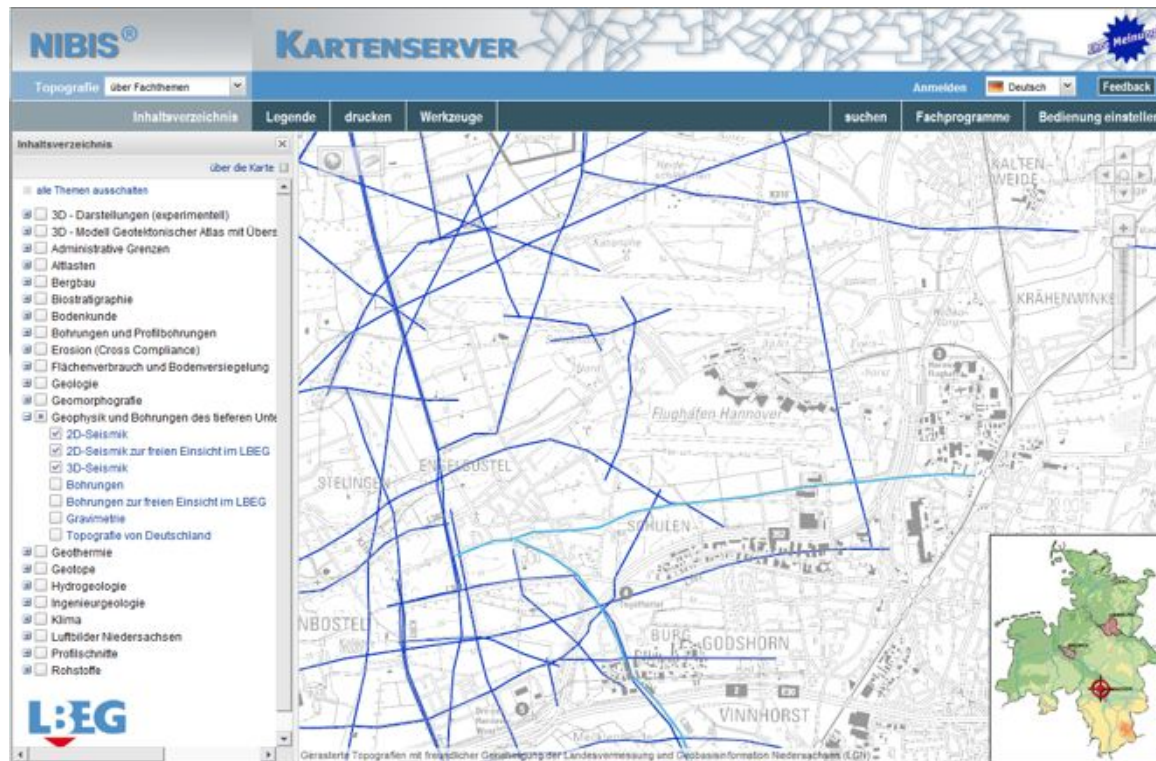 NIBIS®
KARTENSERVER
Ihre Meinung
Topografie über Fachthemen
Anmelden Deutsch Feedback
Inhaltsverzeichnis Legende drucken Werkzeuge suchen Fachprogramme Bedienung einstellen
Inhaltsverzeichnis
über die Karte
alle Themen ausschalten
3D - Darstellungen (experimentell)
3D - Modell Geotektonischer Atlas mit Übers
Administrative Grenzen
Altlasten
Bergbau
Biostratigraphie
Bodenkunde
Bohrungen und Profilbohrungen
Erosion (Cross Compliance)
Flächenverbrauch und Bodenversiegelung
Geologie
Geomorphografie
Geophysik und Bohrungen des tieferen Unte
2D-Seismik
2D-Seismik zur freien Einsicht im LBEG
3D-Seismik
Bohrungen
Bohrungen zur freien Einsicht im LBEG
Gravimetrie
Topografie von Deutschland
Geothermie
Geotope
Hydrogeologie
Ingenieurgeologie
Klima
Luftbilder Niedersachsen
Profilschnitte
Rohstoffe
LBEG
KALTEN-
WEIDE
KRÄHENWINKE
Flughäfen Hannover
ENGELBOSTEL
STELINGEN
SCHULEN
NBOSTEL
BURG
GODSHORN
VINNHORST
Gerasterte Topografien mit freundlicher Genehmigung der Landesvermessung und Geobasisinformation Niedersachsen (LGN)